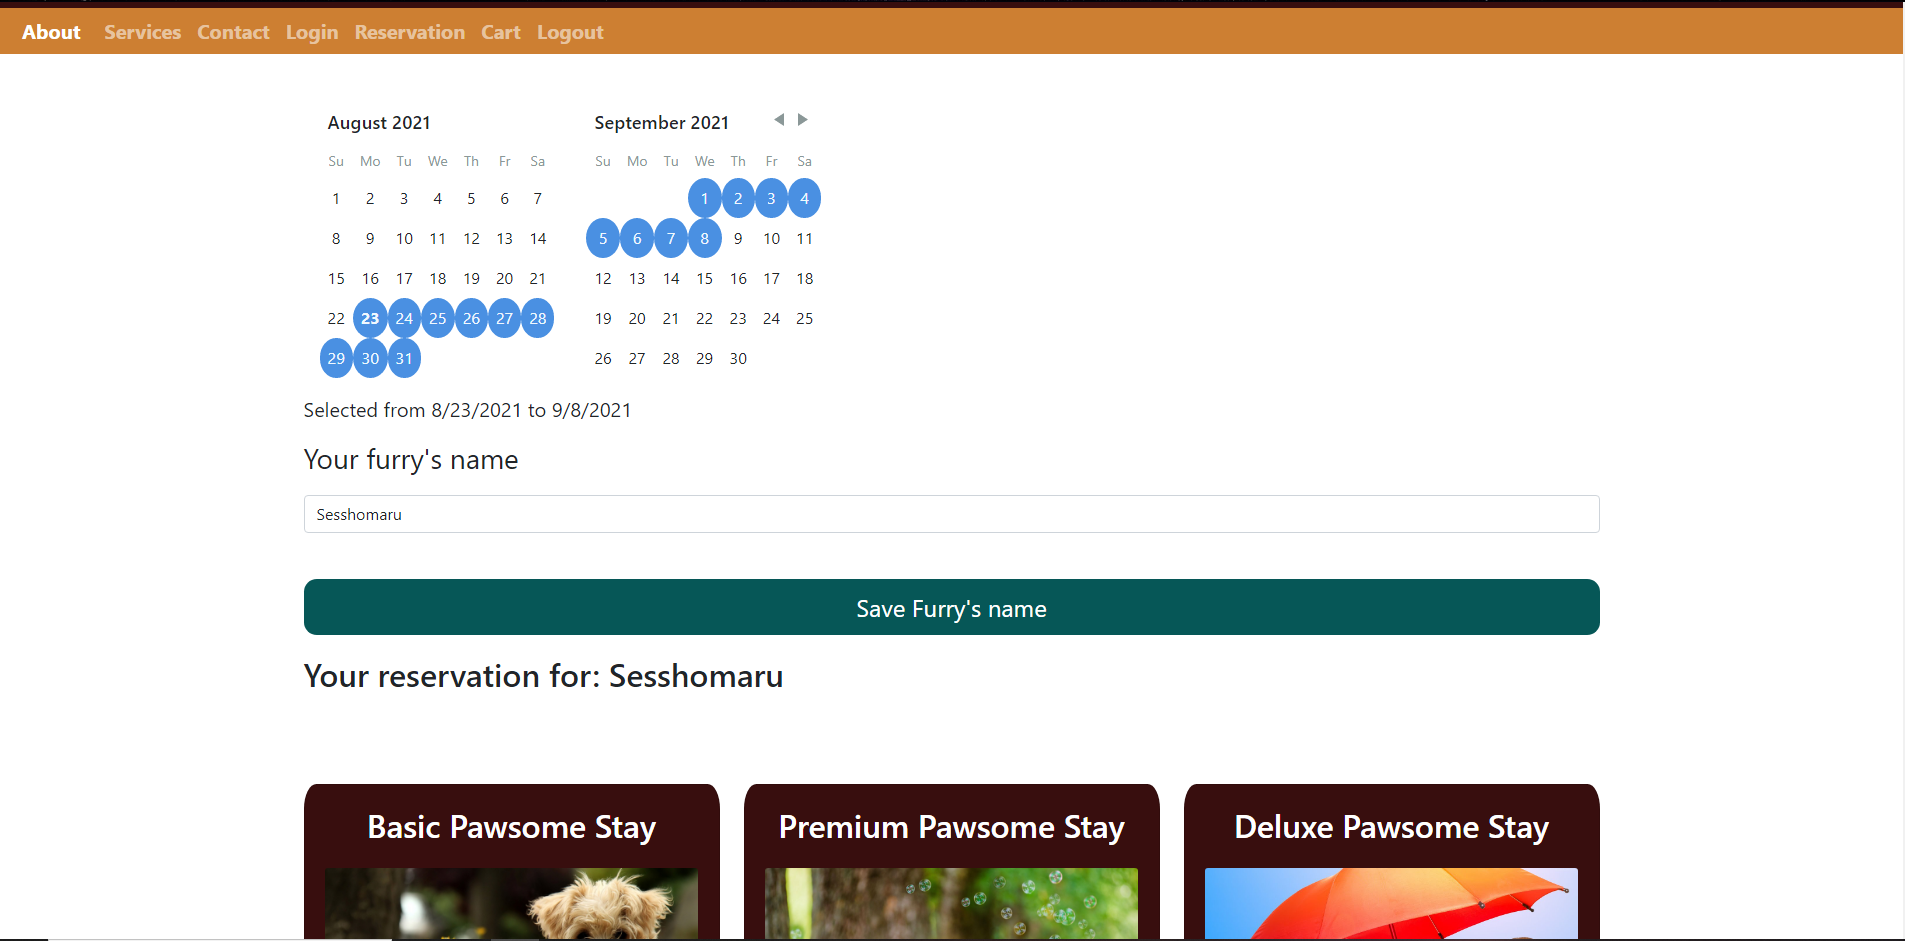 About Services Contact Login Reservation Cart Logout
August 2021
Su Mo Tu We Th Fr Sa
1 2 3 4 5 6 7
8 9 10 11 12 13 14
15 16 17 18 19 20 21
22 23 24 25 26 27 28
29 30 31
September 2021
Su Mo Tu We Th Fr Sa
1 2 3 4
5 6 7 8 9 10 11
12 13 14 15 16 17 18
19 20 21 22 23 24 25
26 27 28 29 30
Selected from 8/23/2021 to 9/8/2021
Your furry's name
Sesshomaru
Save Furry's name
Your reservation for: Sesshomaru
Basic Pawsome Stay
Premium Pawsome Stay
Deluxe Pawsome Stay